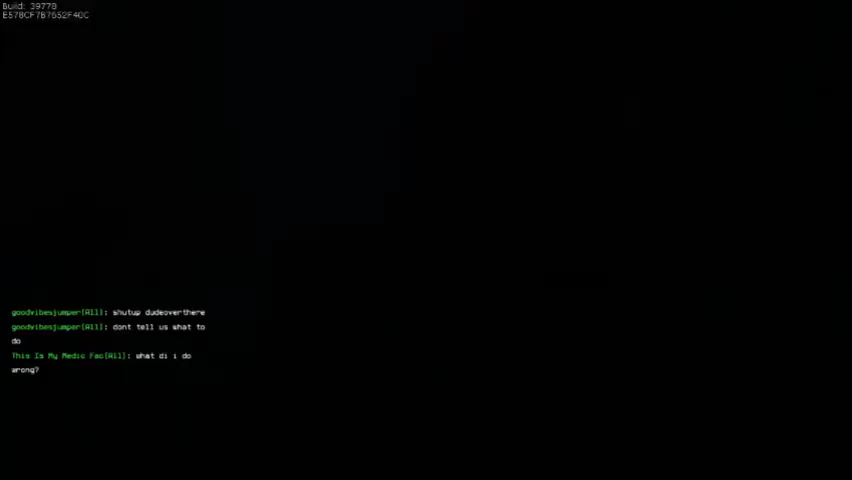 Build: 39778
E578CF7B7652F40C
goodvibesjumper[All]: shutup dudeoverthere
goodvibesjumper[All]: dont tell us what to
do
This Is My Medic Fac[All]: what di i do
wrong?